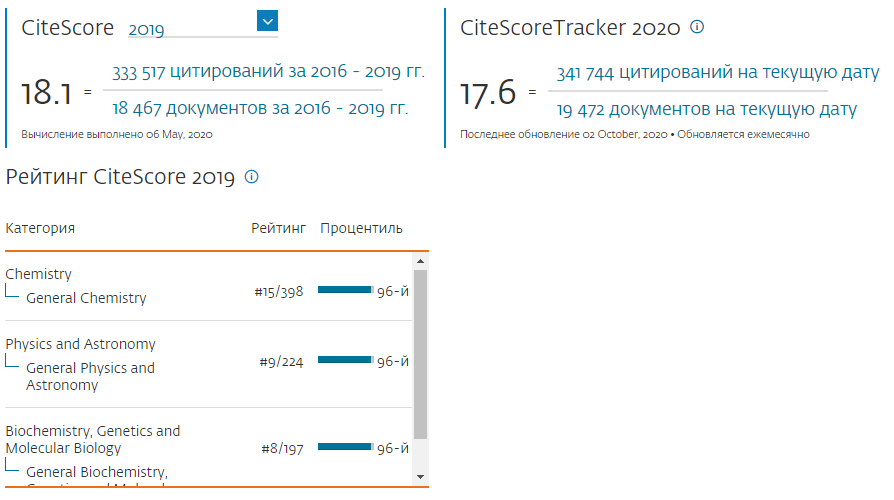 CiteScore 2019
18.1 = 333 517 цитирований за 2016 - 2019 гг.
18 467 документов за 2016 - 2019 гг.
Вычисление выполнено 06 May, 2020
CiteScoreTracker 2020
17.6 = 341 744 цитирований на текущую дату
19 472 документов на текущую дату
Последнее обновление 02 October, 2020 • Обновляется ежемесячно
Рейтинг CiteScore 2019
Категория Рейтинг Процентиль
Chemistry
General Chemistry #15/398 96-й
Physics and Astronomy
General Physics and #9/224 96-й
Astronomy
Biochemistry, Genetics and
Molecular Biology #8/197 96-й
General Biochemistry,